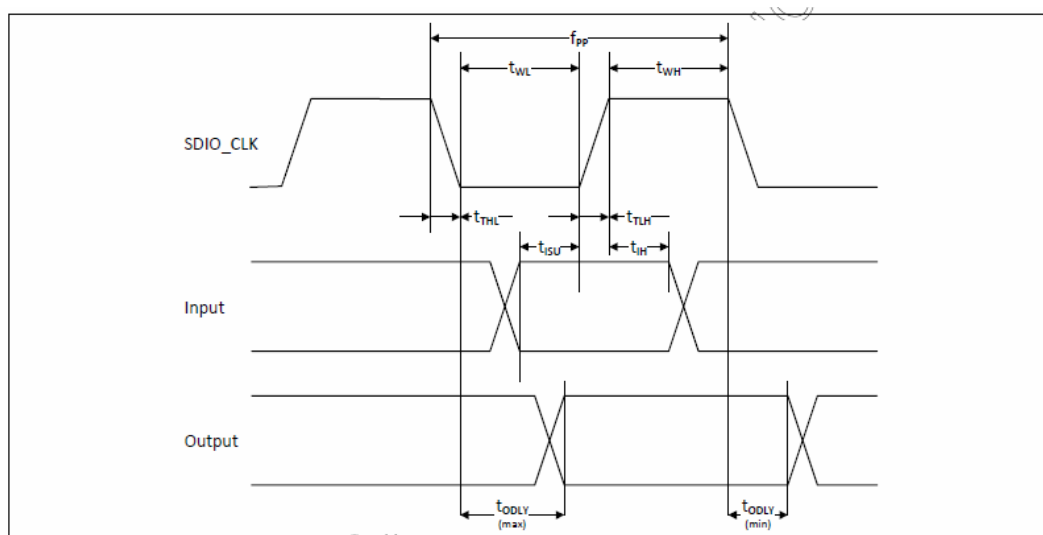 fPP
tWL
tWH
SDIO_CLK
tTHL
tTLH
tISU
tIH
Input
Output
tODLY
(max)
tODLY
(min)